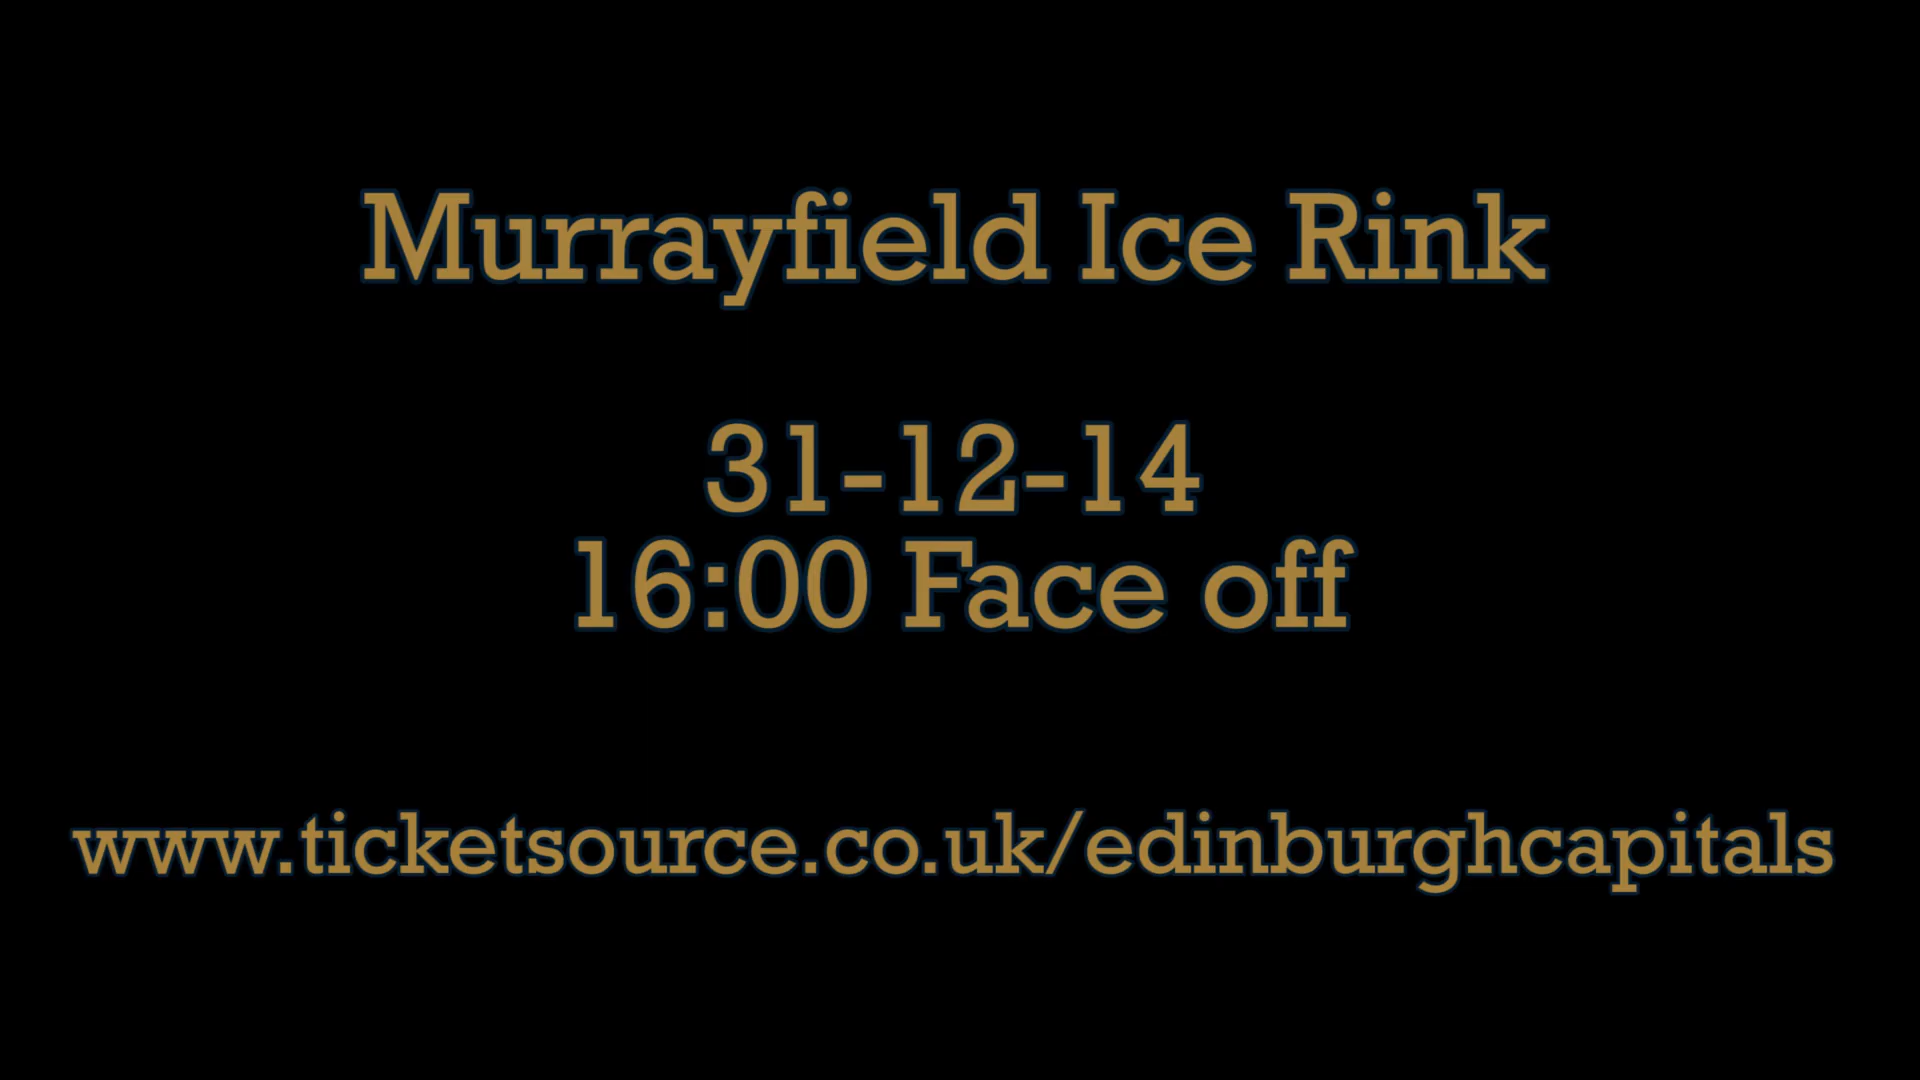 Murrayfield Ice Rink
31-12-14
16:00 Face off
www.ticketsource.co.uk/edinburghcapitals